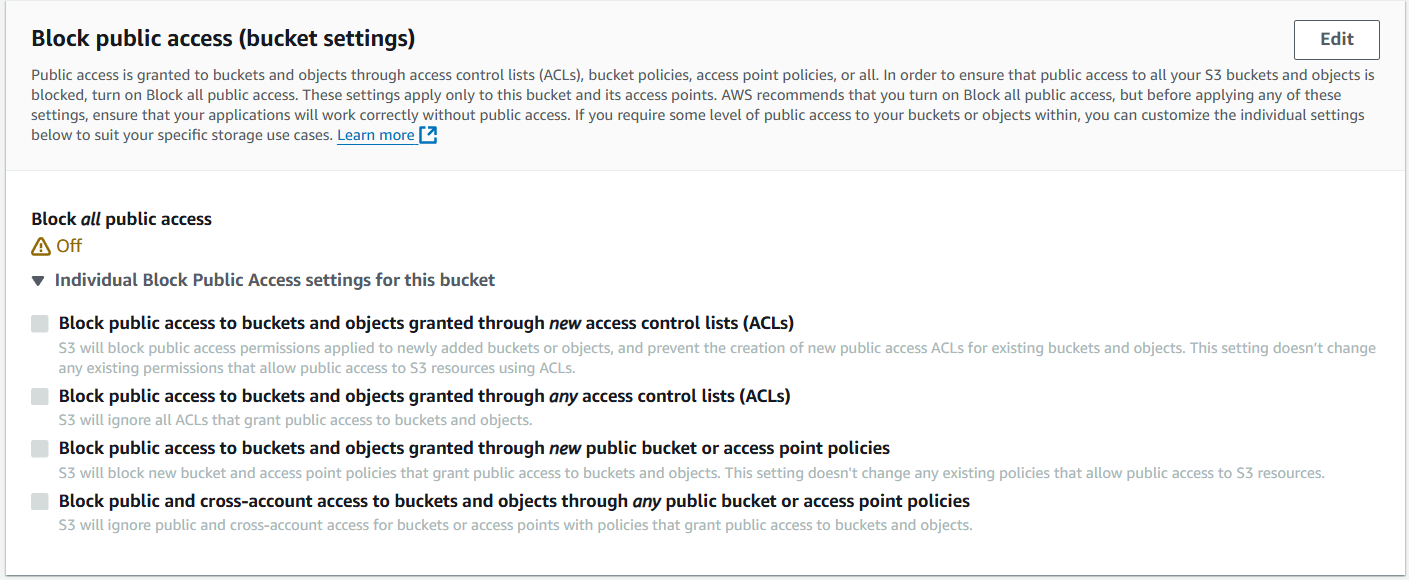 Block public access (bucket settings)
Edit
Public access is granted to buckets and objects through access control lists (ACLs), bucket policies, access point policies, or all. In order to ensure that public access to all your S3 buckets and objects is
blocked, turn on Block all public access. These settings apply only to this bucket and its access points. AWS recommends that you turn on Block all public access, but before applying any of these
settings, ensure that your applications will work correctly without public access. If you require some level of public access to your buckets or objects within, you can customize the individual settings
below to suit your specific storage use cases. Learn more
Block all public access
Off
Individual Block Public Access settings for this bucket
Block public access to buckets and objects granted through new access control lists (ACLs)
S3 will block public access permissions applied to newly added buckets or objects, and prevent the creation of new public access ACLs for existing buckets and objects. This setting doesn’t change
any existing permissions that allow public access to S3 resources using ACLs.
Block public access to buckets and objects granted through any access control lists (ACLs)
S3 will ignore all ACLs that grant public access to buckets and objects.
Block public access to buckets and objects granted through new public bucket or access point policies
S3 will block new bucket and access point policies that grant public access to buckets and objects. This setting doesn't change any existing policies that allow public access to S3 resources.
Block public and cross-account access to buckets and objects through any public bucket or access point policies
S3 will ignore public and cross-account access for buckets or access points with policies that grant public access to buckets and objects.